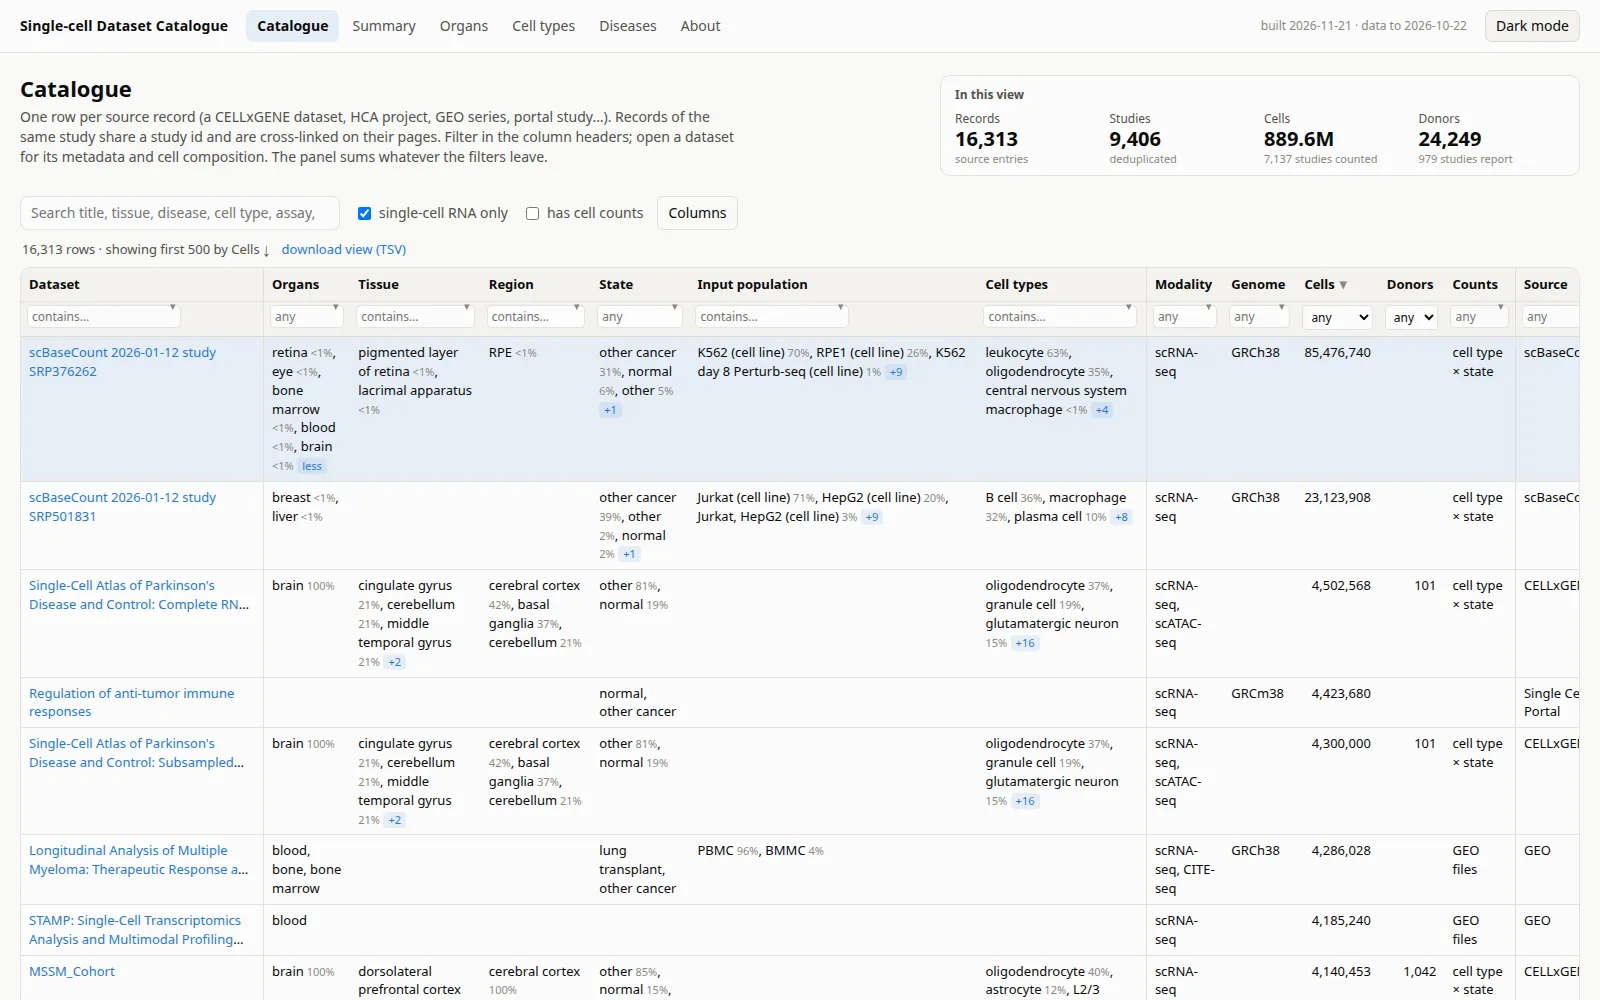 Single-cell Dataset Catalogue Catalogue Summary Organs Cell types Diseases About built 2026-11-21 · data to 2026-10-22 Dark mode
Catalogue
One row per source record (a CELLxGENE dataset, HCA project, GEO series, portal study...). Records of the
same study share a study id and are cross-linked on their pages. Filter in the column headers; open a dataset
for its metadata and cell composition. The panel sums whatever the filters leave.
In this view
Records Studies Cells Donors
16,313 9,406 889.6M 24,249
source entries deduplicated 7,137 studies counted 979 studies report
Search title, tissue, disease, cell type, assay, single-cell RNA only has cell counts Columns
16,313 rows · showing first 500 by Cells ↓ download view (TSV)
Dataset Organs Tissue Region State Input population Cell types Modality Genome Cells ▼ Donors Counts Source
contains... any contains... contains... any contains... contains... any any any any any any
scBaseCount 2026-01-12 study
SRP376262
retina <1%,
eye <1%,
bone
marrow
<1%, blood
<1%, brain
<1% less
pigmented layer
of retina <1%,
lacrimal apparatus
<1%
RPE <1%
other cancer
31%, normal
6%, other 5%
+1
K562 (cell line) 70%, RPE1 (cell line) 26%, K562
day 8 Perturb-seq (cell line) 1% +9
leukocyte 63%,
oligodendrocyte 35%,
central nervous system
macrophage <1% +4
scRNA-
seq
GRCh38
85,476,740
cell type
× state
scBaseCo
scBaseCount 2026-01-12 study
SRP501831
breast <1%,
liver <1%
other cancer
39%, other
2%, normal
2% +1
Jurkat (cell line) 71%, HepG2 (cell line) 20%,
Jurkat, HepG2 (cell line) 3% +9
B cell 36%, macrophage
32%, plasma cell 10% +8
scRNA-
seq
GRCh38
23,123,908
cell type
× state
scBaseCo
Single-Cell Atlas of Parkinson's
Disease and Control: Complete RN...
brain 100%
cingulate gyrus
21%, cerebellum
21%, middle
temporal gyrus
21% +2
cerebral cortex
42%, basal
ganglia 37%,
cerebellum 21%
other 81%,
normal 19%
oligodendrocyte 37%,
granule cell 19%,
glutamatergic neuron
15% +16
scRNA-
seq,
scATAC-
seq
4,502,568
101
cell type
× state
CELLxGE
Regulation of anti-tumor immune
responses
normal,
other cancer
scRNA-
seq
GRCm38
4,423,680
Single Ce
Portal
Single-Cell Atlas of Parkinson's
Disease and Control: Subsampled...
brain 100%
cingulate gyrus
21%, cerebellum
21%, middle
temporal gyrus
21% +2
cerebral cortex
42%, basal
ganglia 37%,
cerebellum 21%
other 81%,
normal 19%
oligodendrocyte 37%,
granule cell 19%,
glutamatergic neuron
15% +16
scRNA-
seq,
scATAC-
seq
4,300,000
101
cell type
× state
CELLxGE
Longitudinal Analysis of Multiple
Myeloma: Therapeutic Response a...
blood,
bone, bone
marrow
lung
transplant,
other cancer
PBMC 96%, BMMC 4%
scRNA-
seq, CITE-
seq
GRCh38
4,286,028
GEO
files
GEO
STAMP: Single-Cell Transcriptomics
Analysis and Multimodal Profiling...
blood
scRNA-
seq
4,185,240
GEO
files
GEO
MSSM_Cohort
brain 100%
dorsolateral
prefrontal cortex
cerebral cortex
100%
other 85%,
normal 15%,
oligodendrocyte 40%,
astrocyte 12%, L2/3
scRNA-
seq
4,140,453
1,042
cell type
× state
CELLxGE